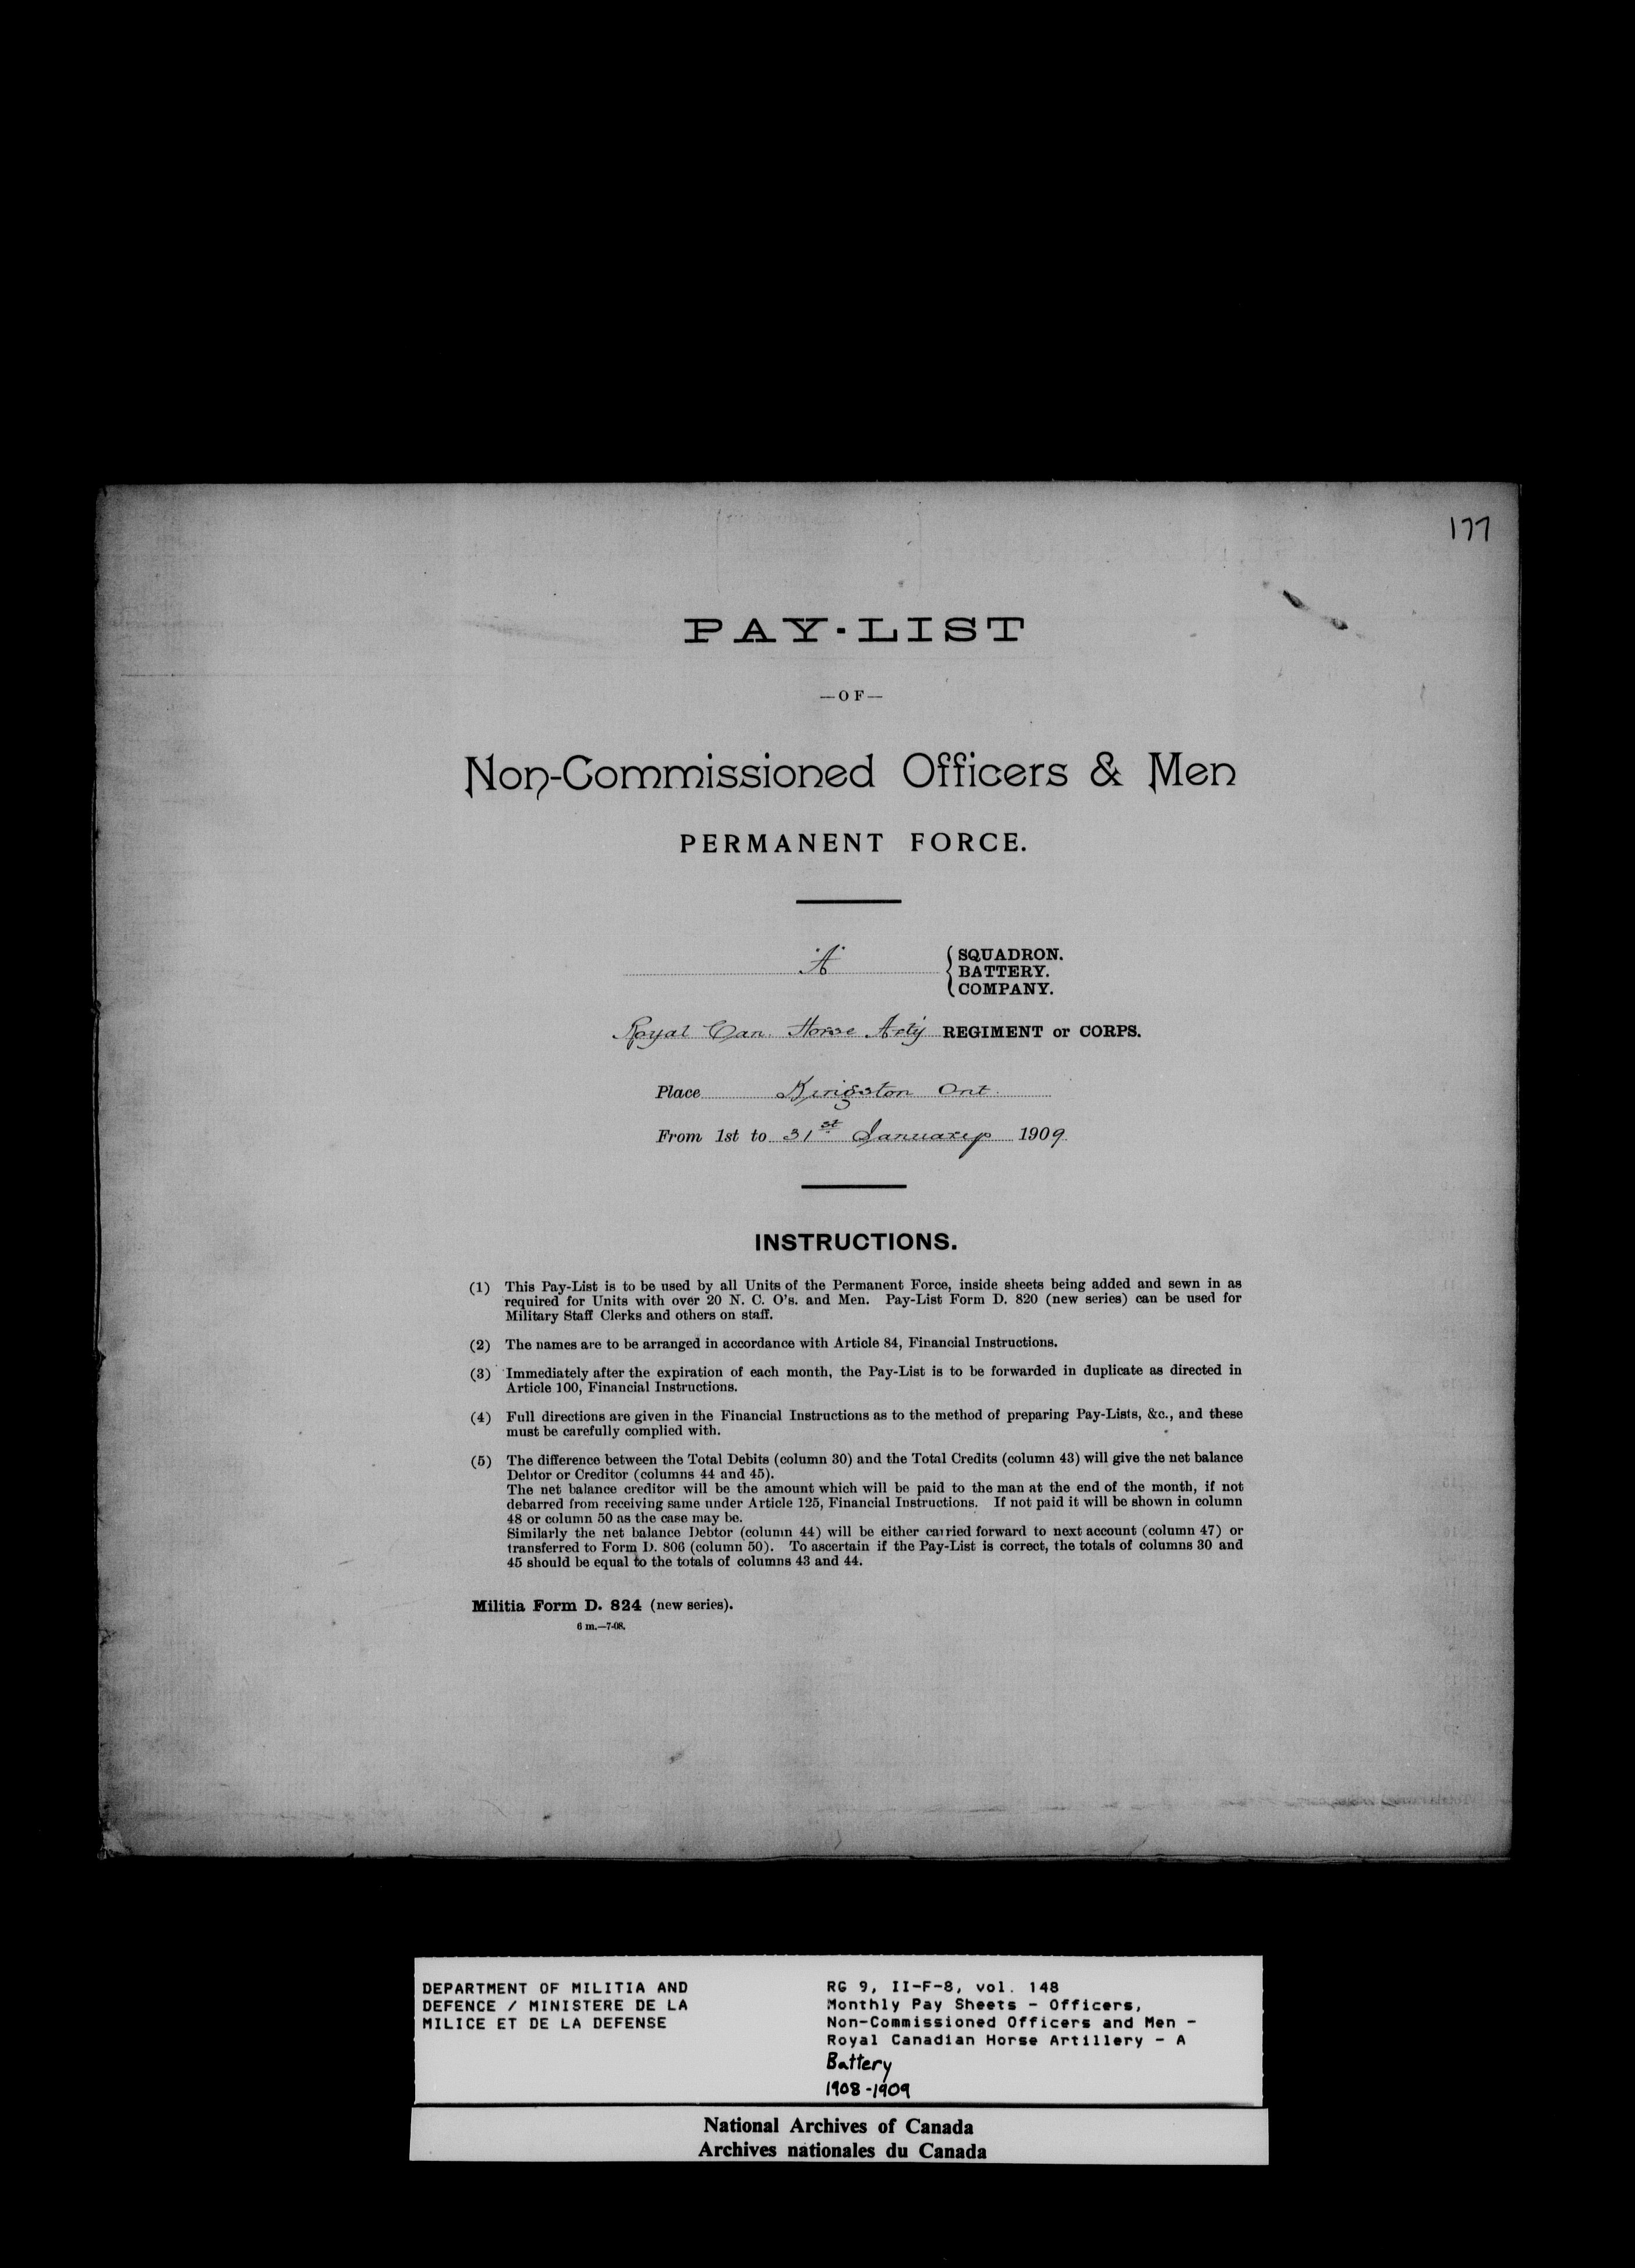 177
PAY-LIST
—OF—
Non-Commissioned Officers & Men
PERMANENT FORCE.
"A" { SQUADRON.
BATTERY.
COMPANY.
Royal Can. Horse Arty REGIMENT or CORPS.
Place Kingston Ont.
From 1st to 31st January 1909
INSTRUCTIONS.
(1) This Pay-List is to be used by all Units of the Permanent Force, inside sheets being added and sewn in as
required for Units with over 20 N. C. O's. and Men. Pay-List Form D. 820 (new series) can be used for
Military Staff Clerks and others on staff.
(2) The names are to be arranged in accordance with Article 84, Financial Instructions.
(3) Immediately after the expiration of each month, the Pay-List is to be forwarded in duplicate as directed in
Article 100, Financial Instructions.
(4) Full directions are given in the Financial Instructions as to the method of preparing Pay-Lists, &c., and these
must be carefully complied with.
(5) The difference between the Total Debits (column 30) and the Total Credits (column 43) will give the net balance
Debtor or Creditor (columns 44 and 45).
The net balance creditor will be the amount which will be paid to the man at the end of the month, if not
debarred from receiving same under Article 125, Financial Instructions. If not paid it will be shown in column
48 or column 50 as the case may be.
Similarly the net balance Debtor (column 44) will be either carried forward to next account (column 47) or
transferred to Form D. 806 (column 50). To ascertain if the Pay-List is correct, the totals of columns 30 and
45 should be equal to the totals of columns 43 and 44.
Militia Form D. 824 (new series).
6 m.—7-08.
DEPARTMENT OF MILITIA AND
DEFENCE / MINISTERE DE LA
MILICE ET DE LA DEFENSE
RG 9, II-F-8, vol. 148
Monthly Pay Sheets - Officers,
Non-Commissioned Officers and Men -
Royal Canadian Horse Artillery - A
Battery
1908-1909
National Archives of Canada
Archives nationales du Canada